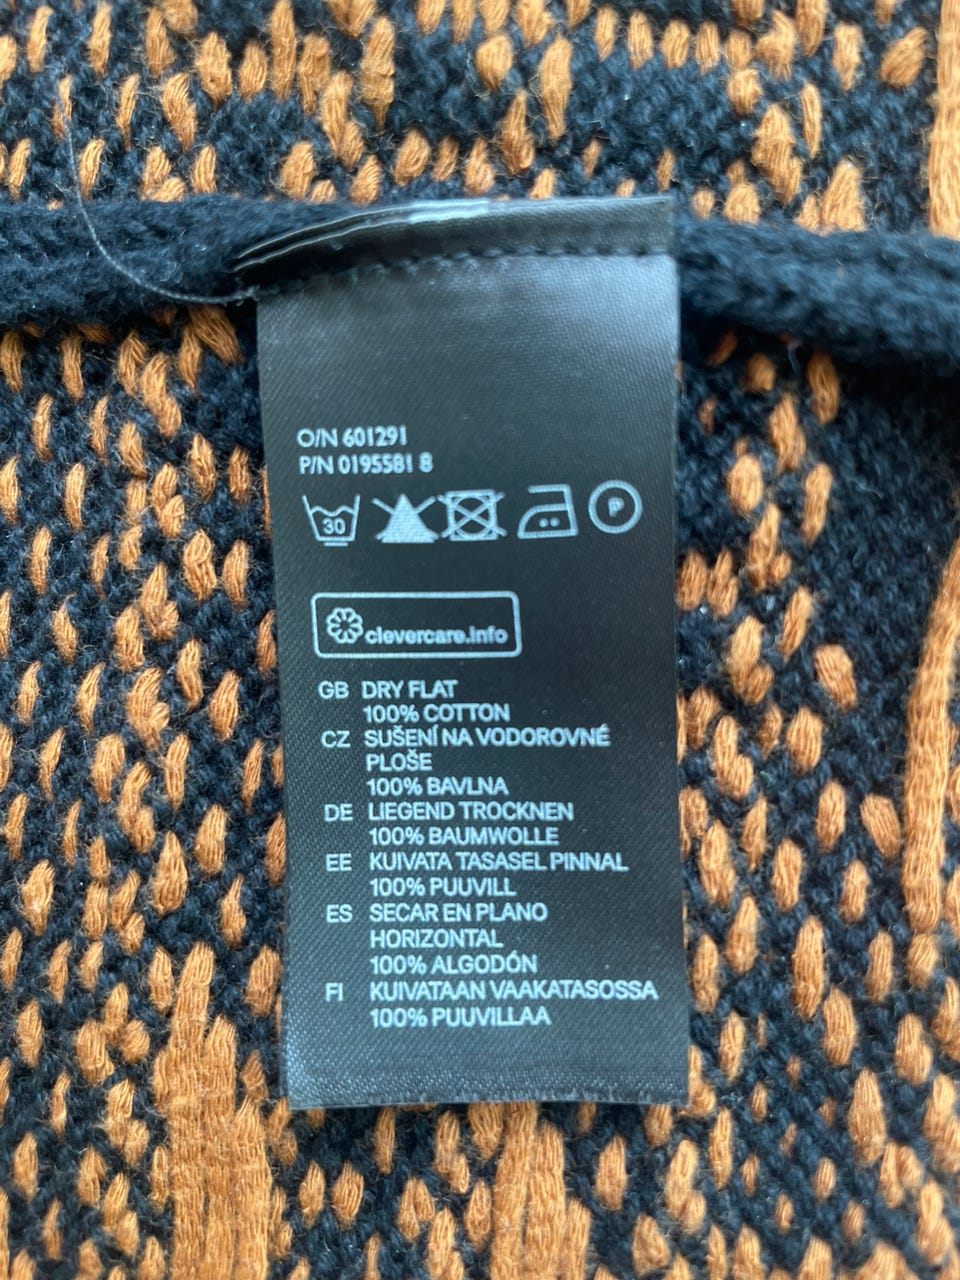 O/N 601291
P/N 0195581 8
30
P
clevercare.info
GB DRY FLAT
100% COTTON
CZ SUŠENÍ NA VODOROVNÉ
PLOŠE
100% BAVLNA
DE LIEGEND TROCKNEN
100% BAUMWOLLE
EE KUIVATA TASASEL PINNAL
100% PUUVILL
ES SECAR EN PLANO
HORIZONTAL
100% ALGODÓN
FI KUIVATAAN VAAKATASOSSA
100% PUUVILLAA